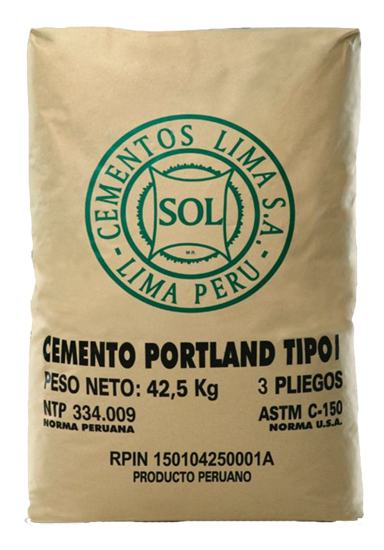 CEMENTOS LIMA S.A.
- LIMA PERU -
SOL
M.R.
CEMENTO PORTLAND TIPO I
PESO NETO: 42,5 Kg 3 PLIEGOS
NTP 334.009 ASTM C-150
NORMA PERUANA NORMA U.S.A.
RPIN 150104250001A
PRODUCTO PERUANO